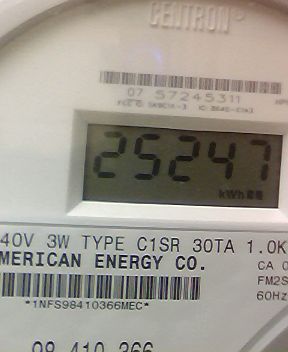 CENTRON®
07 57245311
25247
kWh
40V 3W TYPE C1SR 30TA 1.0K
MERICAN ENERGY CO.
CA 0
FM2S
60Hz
*1NFS98410366MEC*
98 410 366